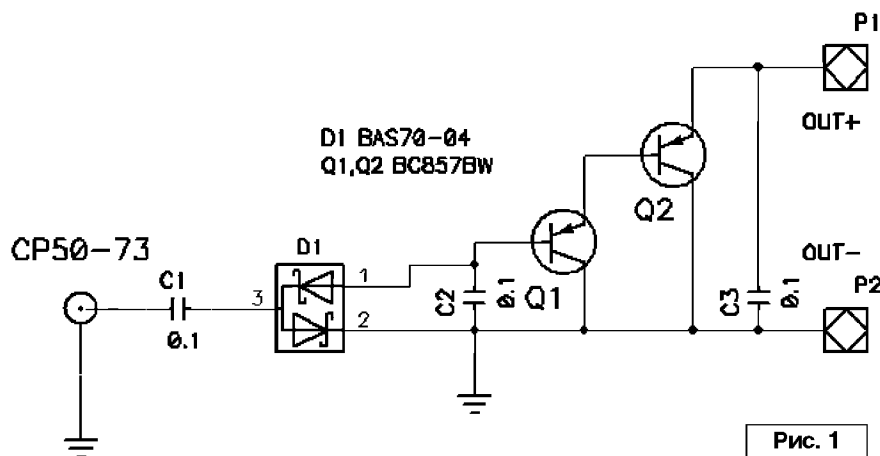 P1
D1 BAS70-04
Q1,Q2 BC857BW
OUT+
Q2
CP50-73
D1
OUT-
C1
1
Q1
C2
0.1
C3
0.1
P2
3
2
0.1
Рис. 1